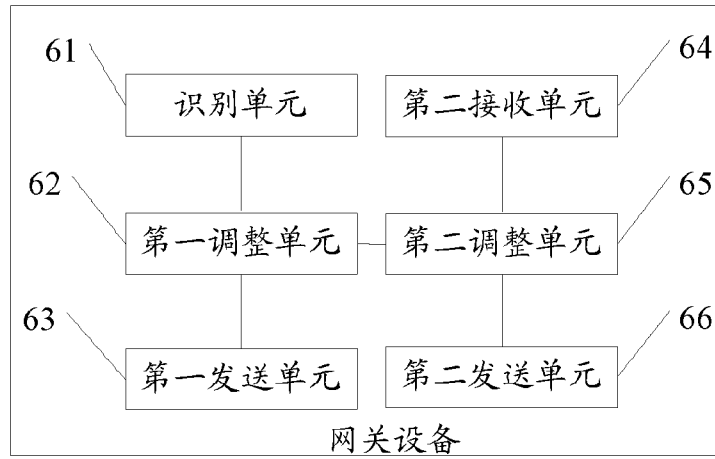 61
识别单元
64
第二接收单元
62
第一调整单元
65
第二调整单元
63
第一发送单元
66
第二发送单元
网关设备